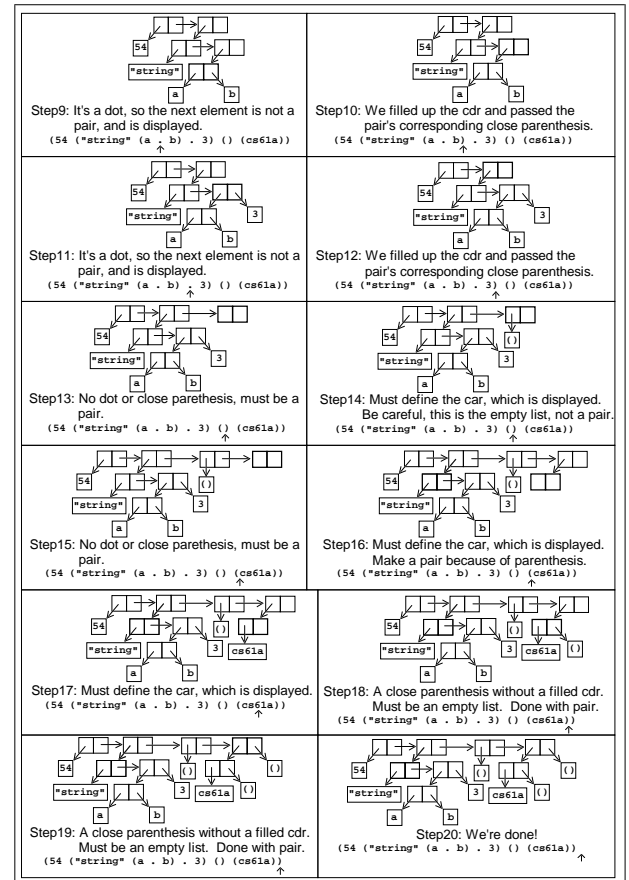 54
"string"
a b
Step9: It's a dot, so the next element is not a
pair, and is displayed.
(54 ("string" (a . b) . 3) () (cs61a))
54
"string"
a b
Step10: We filled up the cdr and passed the
pair's corresponding close parenthesis.
(54 ("string" (a . b) . 3) () (cs61a))
54
"string" 3
a b
Step11: It's a dot, so the next element is not a
pair, and is displayed.
(54 ("string" (a . b) . 3) () (cs61a))
54
"string" 3
a b
Step12: We filled up the cdr and passed the
pair's corresponding close parenthesis.
(54 ("string" (a . b) . 3) () (cs61a))
54
"string" 3
a b
Step13: No dot or close parethesis, must be a
pair.
(54 ("string" (a . b) . 3) () (cs61a))
54 ()
"string" 3
a b
Step14: Must define the car, which is displayed.
Be careful, this is the empty list, not a pair.
(54 ("string" (a . b) . 3) () (cs61a))
54 ()
"string" 3
a b
Step15: No dot or close parethesis, must be a
pair.
(54 ("string" (a . b) . 3) () (cs61a))
54 ()
"string" 3
a b
Step16: Must define the car, which is displayed.
Make a pair because of parenthesis.
(54 ("string" (a . b) . 3) () (cs61a))
54 ()
"string" 3 cs61a
a b
Step17: Must define the car, which is displayed.
(54 ("string" (a . b) . 3) () (cs61a))
54 ()
"string" 3 cs61a ()
a b
Step18: A close parenthesis without a filled cdr.
Must be an empty list. Done with pair.
(54 ("string" (a . b) . 3) () (cs61a))
54 () ()
"string" 3 cs61a ()
a b
Step19: A close parenthesis without a filled cdr.
Must be an empty list. Done with pair.
(54 ("string" (a . b) . 3) () (cs61a))
54 () ()
"string" 3 cs61a ()
a b
Step20: We're done!
(54 ("string" (a . b) . 3) () (cs61a))